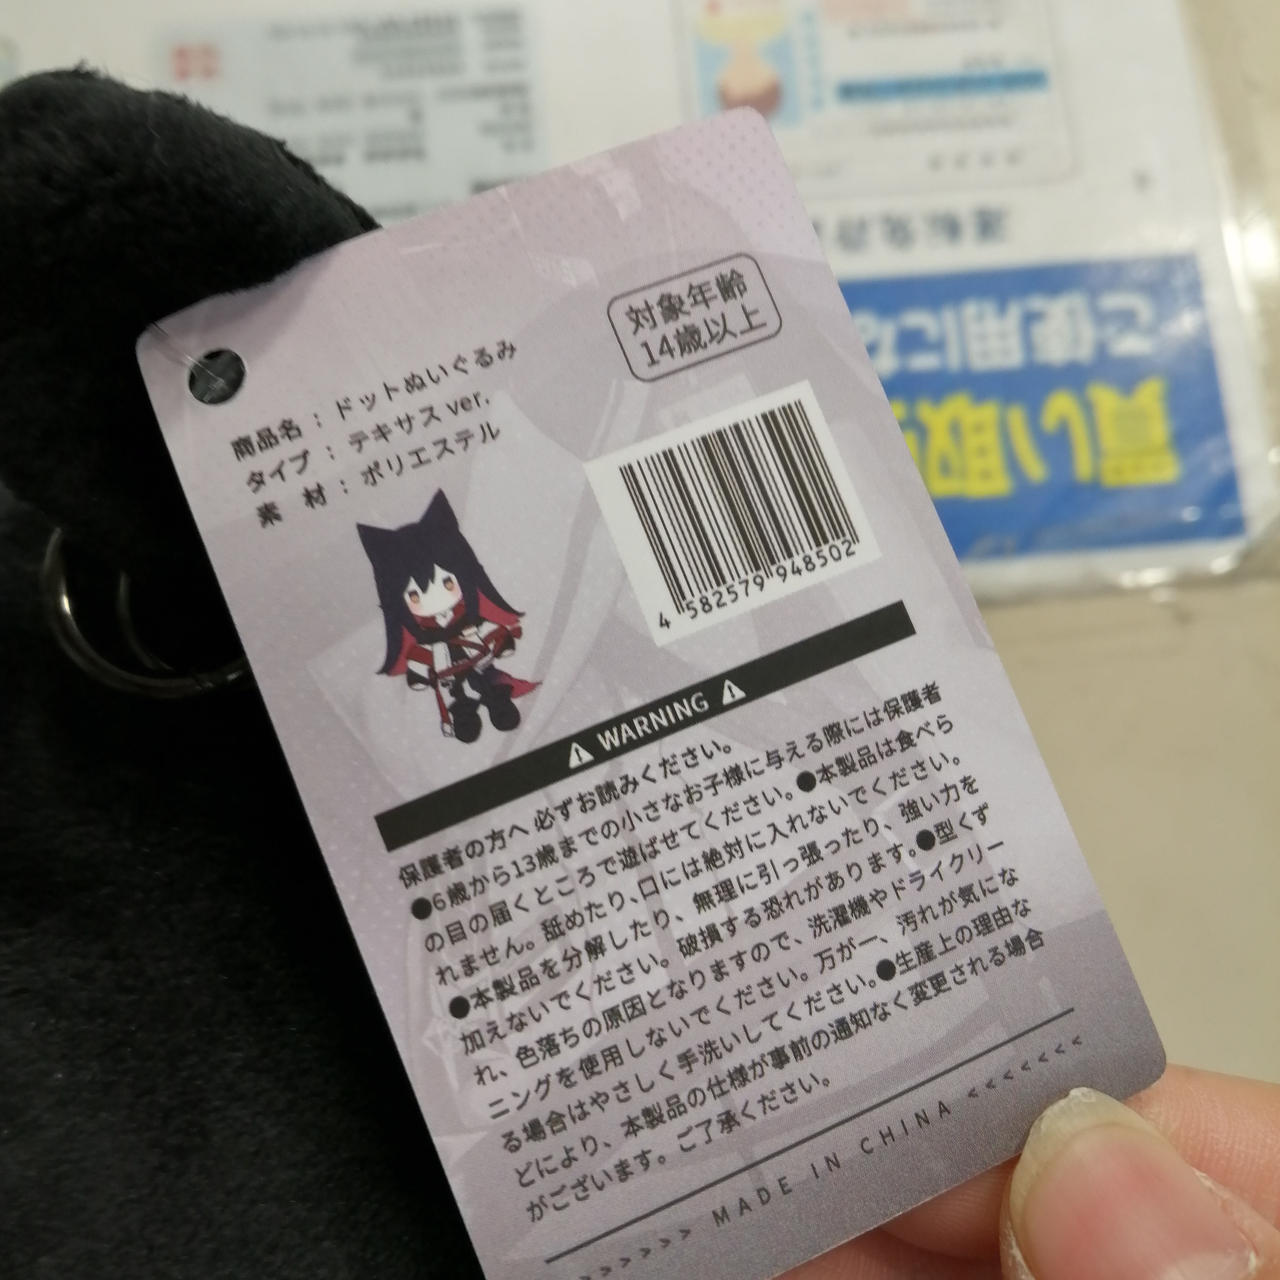 対象年齢
14歳以上
商品名：ドットぬいぐるみ
タイプ：テキサス ver.
素 材：ポリエステル
4 582579 948502
⚠ WARNING ⚠
保護者の方へ 必ずお読みください。
●6歳から13歳までの小さなお子様に与える際には保護者
の目の届くところで遊ばせてください。●本製品は食べら
れません。舐めたり、口には絶対に入れないでください。
●本製品を分解したり、無理に引っ張ったり、強い力を
加えないでください。破損する恐れがあります。●型くず
れ、色落ちの原因となりますので、洗濯機やドライクリー
ニングを使用しないでください。万が一、汚れが気にな
る場合はやさしく手洗いしてください。●生産上の理由な
どにより、本製品の仕様が事前の通知なく変更される場合
がございます。ご了承ください。
>>>>>> MADE IN CHINA <<<<<<<
買い取
ご使用にな